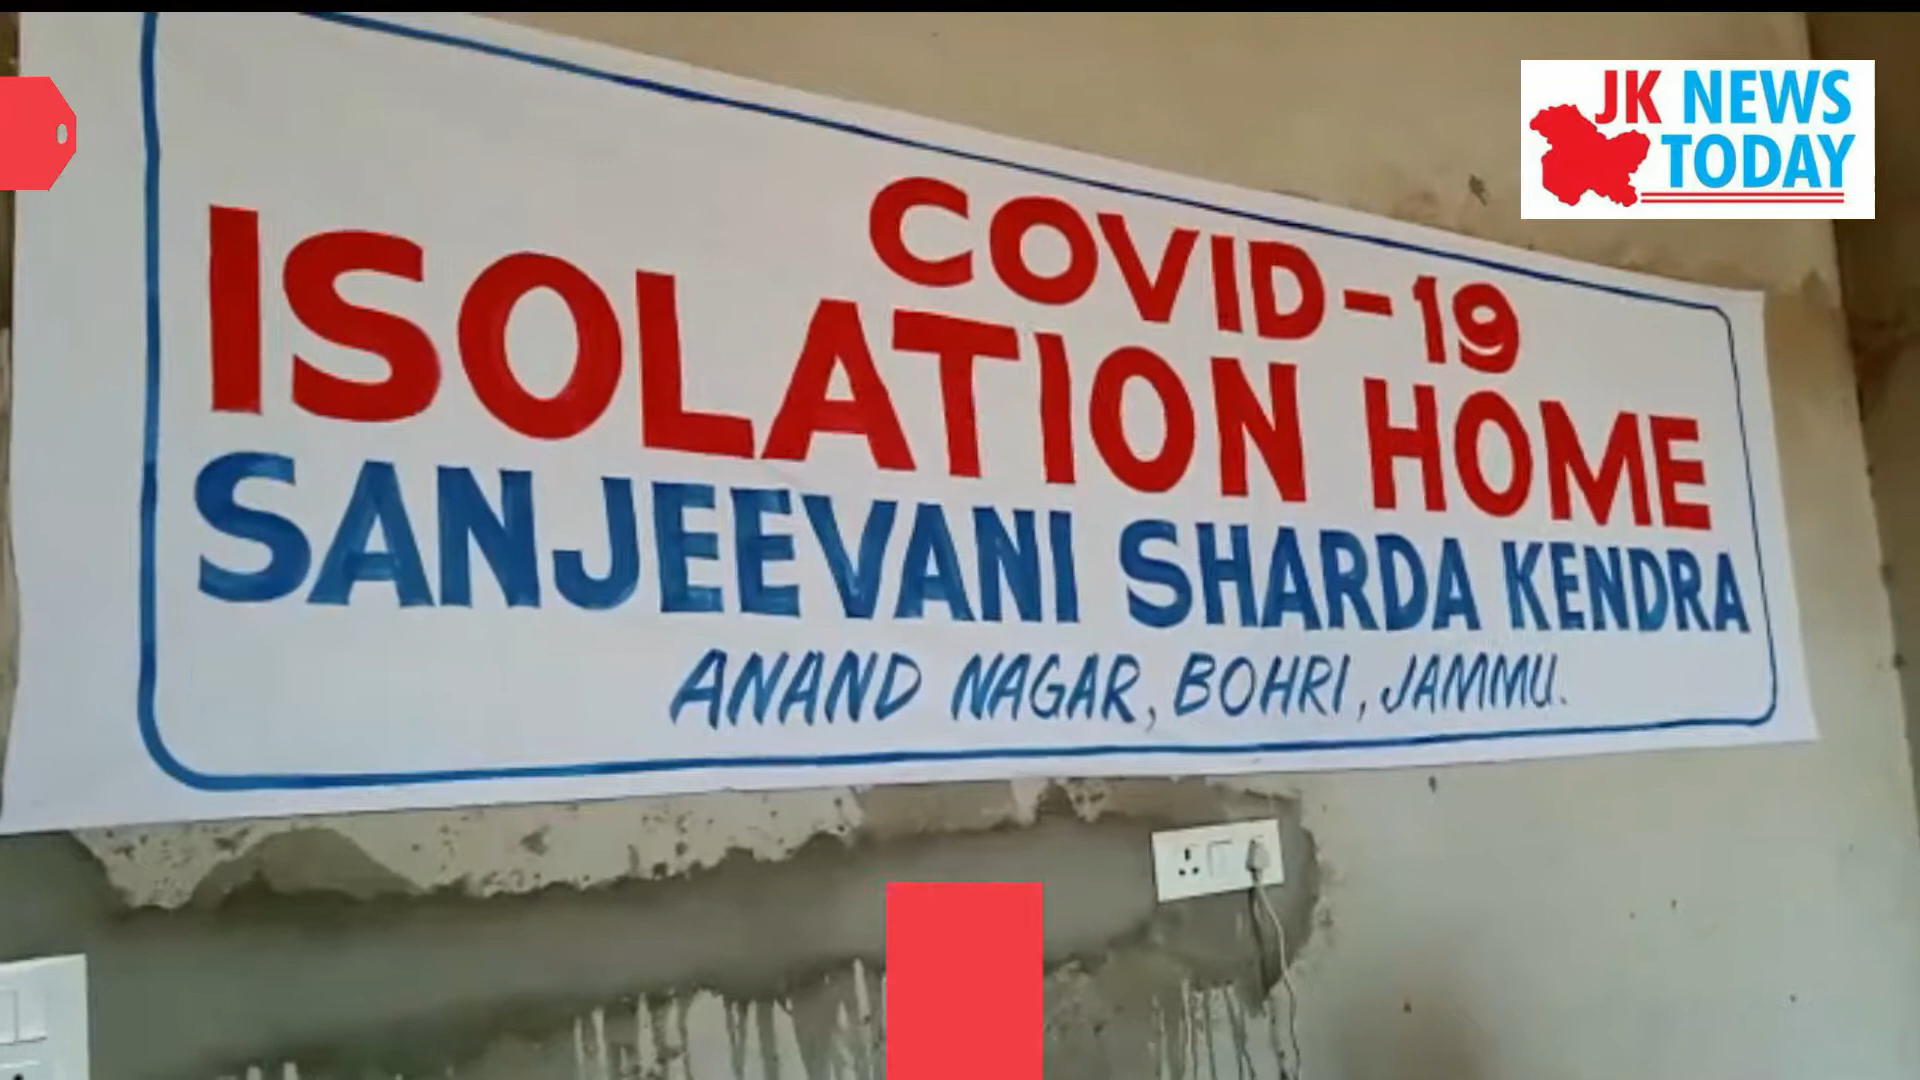 COVID-19
ISOLATION HOME
SANJEEVANI SHARDA KENDRA
ANAND NAGAR, BOHRI, JAMMU.
JK NEWS
TODAY